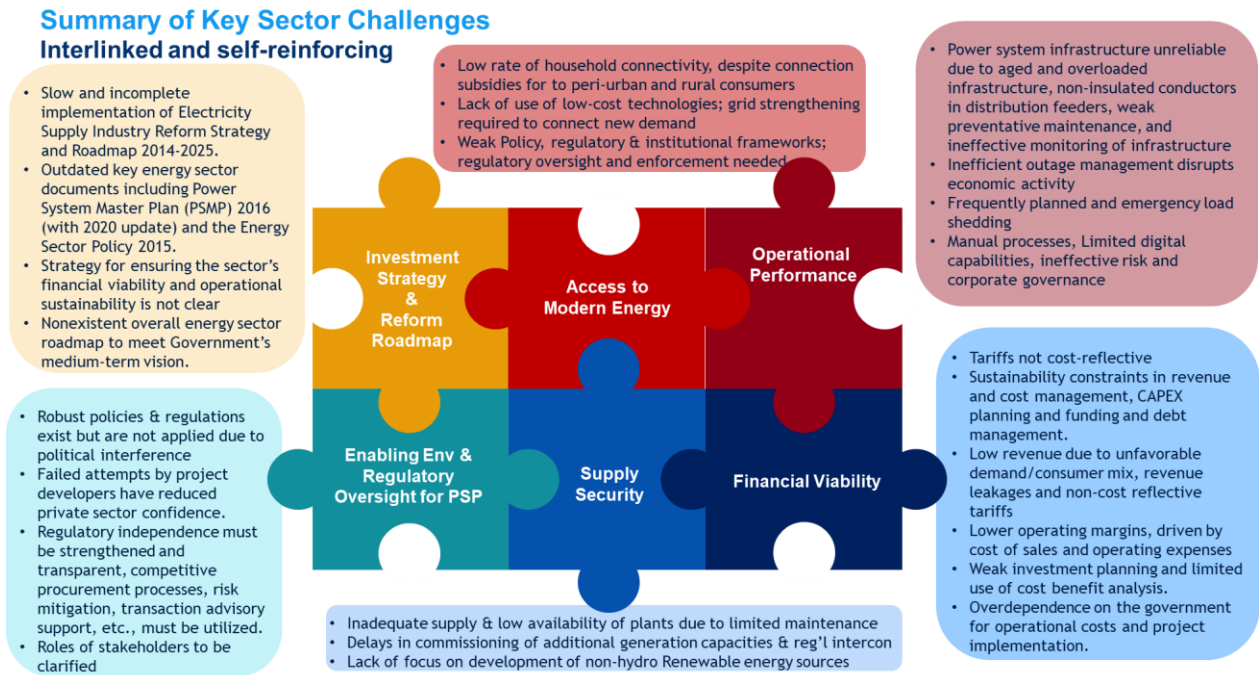 Summary of Key Sector Challenges
Interlinked and self-reinforcing
• Slow and incomplete
implementation of Electricity
Supply Industry Reform Strategy
and Roadmap 2014-2025.
• Outdated key energy sector
documents including Power
System Master Plan (PSMP) 2016
(with 2020 update) and the Energy
Sector Policy 2015.
• Strategy for ensuring the sector's
financial viability and operational
sustainability is not clear
• Nonexistent overall energy sector
roadmap to meet Government's
medium-term vision.
• Low rate of household connectivity, despite connection
subsidies for to peri-urban and rural consumers
• Lack of use of low-cost technologies; grid strengthening
required to connect new demand
• Weak Policy, regulatory & institutional frameworks;
regulatory oversight and enforcement needed
• Power system infrastructure unreliable
due to aged and overloaded
infrastructure, non-insulated conductors
in distribution feeders, weak
preventative maintenance, and
ineffective monitoring of infrastructure
• Inefficient outage management disrupts
economic activity
• Frequently planned and emergency load
shedding
• Manual processes, Limited digital
capabilities, ineffective risk and
corporate governance
Investment
Strategy
&
Reform
Roadmap
Access to
Modern Energy
Operational
Performance
Enabling Env &
Regulatory
Oversight for PSP
Supply
Security
Financial Viability
• Robust policies & regulations
exist but are not applied due to
political interference
• Failed attempts by project
developers have reduced
private sector confidence.
• Regulatory independence must
be strengthened and
transparent, competitive
procurement processes, risk
mitigation, transaction advisory
support, etc., must be utilized.
• Roles of stakeholders to be
clarified
• Inadequate supply & low availability of plants due to limited maintenance
• Delays in commissioning of additional generation capacities & reg'l intercon
• Lack of focus on development of non-hydro Renewable energy sources
• Tariffs not cost-reflective
• Sustainability constraints in revenue
and cost management, CAPEX
planning and funding and debt
management.
• Low revenue due to unfavorable
demand/consumer mix, revenue
leakages and non-cost reflective
tariffs
• Lower operating margins, driven by
cost of sales and operating expenses
• Weak investment planning and limited
use of cost benefit analysis.
• Overdependence on the government
for operational costs and project
implementation.